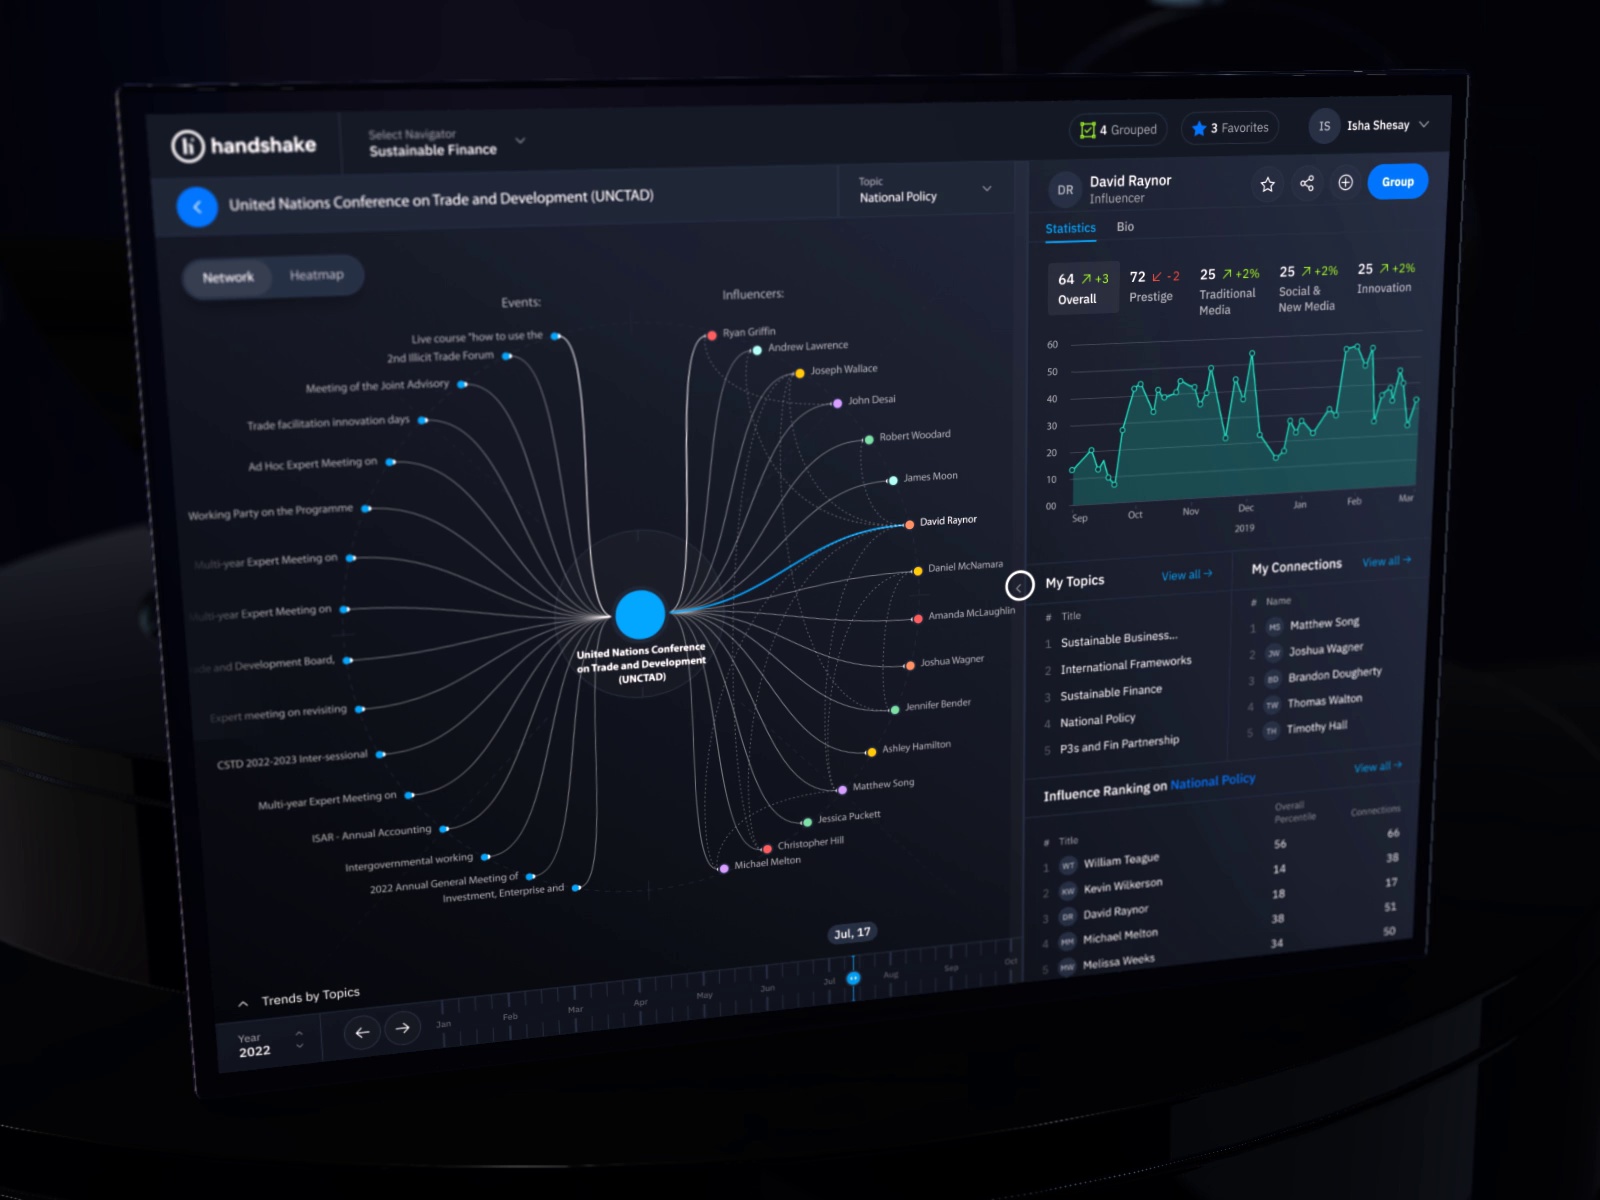 handshake
Select Navigator
Sustainable Finance
4 Grouped
3 Favorites
IS
Isha Shesay
United Nations Conference on Trade and Development (UNCTAD)
Topic
National Policy
DR
David Raynor
Influencer
Group
Statistics
Bio
Network
Heatmap
64 +3
Overall
72 -2
Prestige
25 +2%
Traditional
Media
25 +2%
Social &
New Media
25 +2%
Innovation
Events:
Live course "how to use the
2nd Illicit Trade Forum
Meeting of the Joint Advisory
Trade facilitation innovation days
Ad Hoc Expert Meeting on
Working Party on the Programme
Multi-year Expert Meeting on
Multi-year Expert Meeting on
and Development Board,
Expert meeting on revisiting
CSTD 2022-2023 Inter-sessional
Multi-year Expert Meeting on
ISAR - Annual Accounting
Intergovernmental working
2022 Annual General Meeting of
Investment, Enterprise and
United Nations Conference
on Trade and Development
(UNCTAD)
Influencers:
Ryan Griffin
Andrew Lawrence
Joseph Wallace
John Desai
Robert Woodard
James Moon
David Raynor
Daniel McNamara
Amanda McLaughlin
Joshua Wagner
Jennifer Bender
Ashley Hamilton
Matthew Song
Jessica Puckett
Christopher Hill
Michael Melton
60
50
40
30
20
10
00
Sep
Oct
Nov
Dec
Jan
Feb
Mar
2019
My Topics
View all →
# Title
1 Sustainable Business...
2 International Frameworks
3 Sustainable Finance
4 National Policy
5 P3s and Fin Partnership
My Connections
View all →
# Name
1 MS Matthew Song
2 JW Joshua Wagner
3 BD Brandon Dougherty
4 TW Thomas Walton
5 TH Timothy Hall
Influence Ranking on National Policy
View all →
# Title
Overall
Percentile
Connections
1 WT William Teague 56 66
2 KW Kevin Wilkerson 14 38
3 DR David Raynor 18 17
4 MM Michael Melton 38 51
5 MW Melissa Weeks 34 50
Trends by Topics
Jul, 17
Year
2022
Jan
Feb
Mar
Apr
May
Jun
Jul
Aug
Sep
Oct